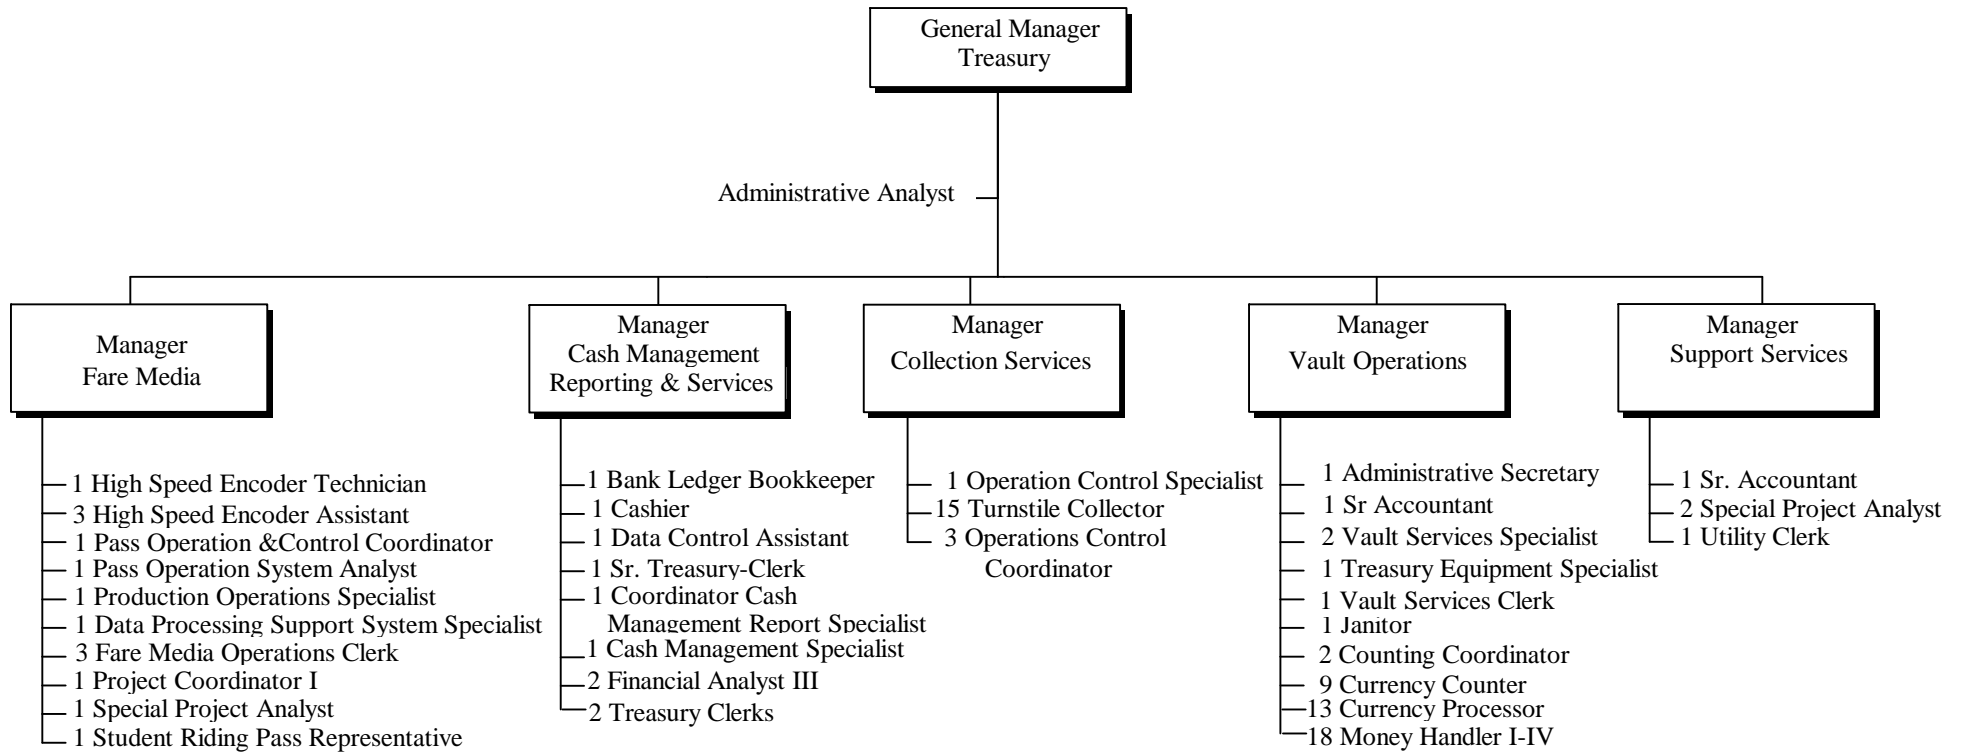 General Manager
Treasury
Administrative Analyst
Manager
Fare Media
1 High Speed Encoder Technician
3 High Speed Encoder Assistant
1 Pass Operation &Control Coordinator
1 Pass Operation System Analyst
1 Production Operations Specialist
1 Data Processing Support System Specialist
3 Fare Media Operations Clerk
1 Project Coordinator I
1 Special Project Analyst
1 Student Riding Pass Representative
Manager
Cash Management
Reporting & Services
1 Bank Ledger Bookkeeper
1 Cashier
1 Data Control Assistant
1 Sr. Treasury-Clerk
1 Coordinator Cash
Management Report Specialist
1 Cash Management Specialist
2 Financial Analyst III
2 Treasury Clerks
Manager
Collection Services
1 Operation Control Specialist
15 Turnstile Collector
3 Operations Control
Coordinator
Manager
Vault Operations
1 Administrative Secretary
1 Sr Accountant
2 Vault Services Specialist
1 Treasury Equipment Specialist
1 Vault Services Clerk
1 Janitor
2 Counting Coordinator
9 Currency Counter
13 Currency Processor
18 Money Handler I-IV
Manager
Support Services
1 Sr. Accountant
2 Special Project Analyst
1 Utility Clerk